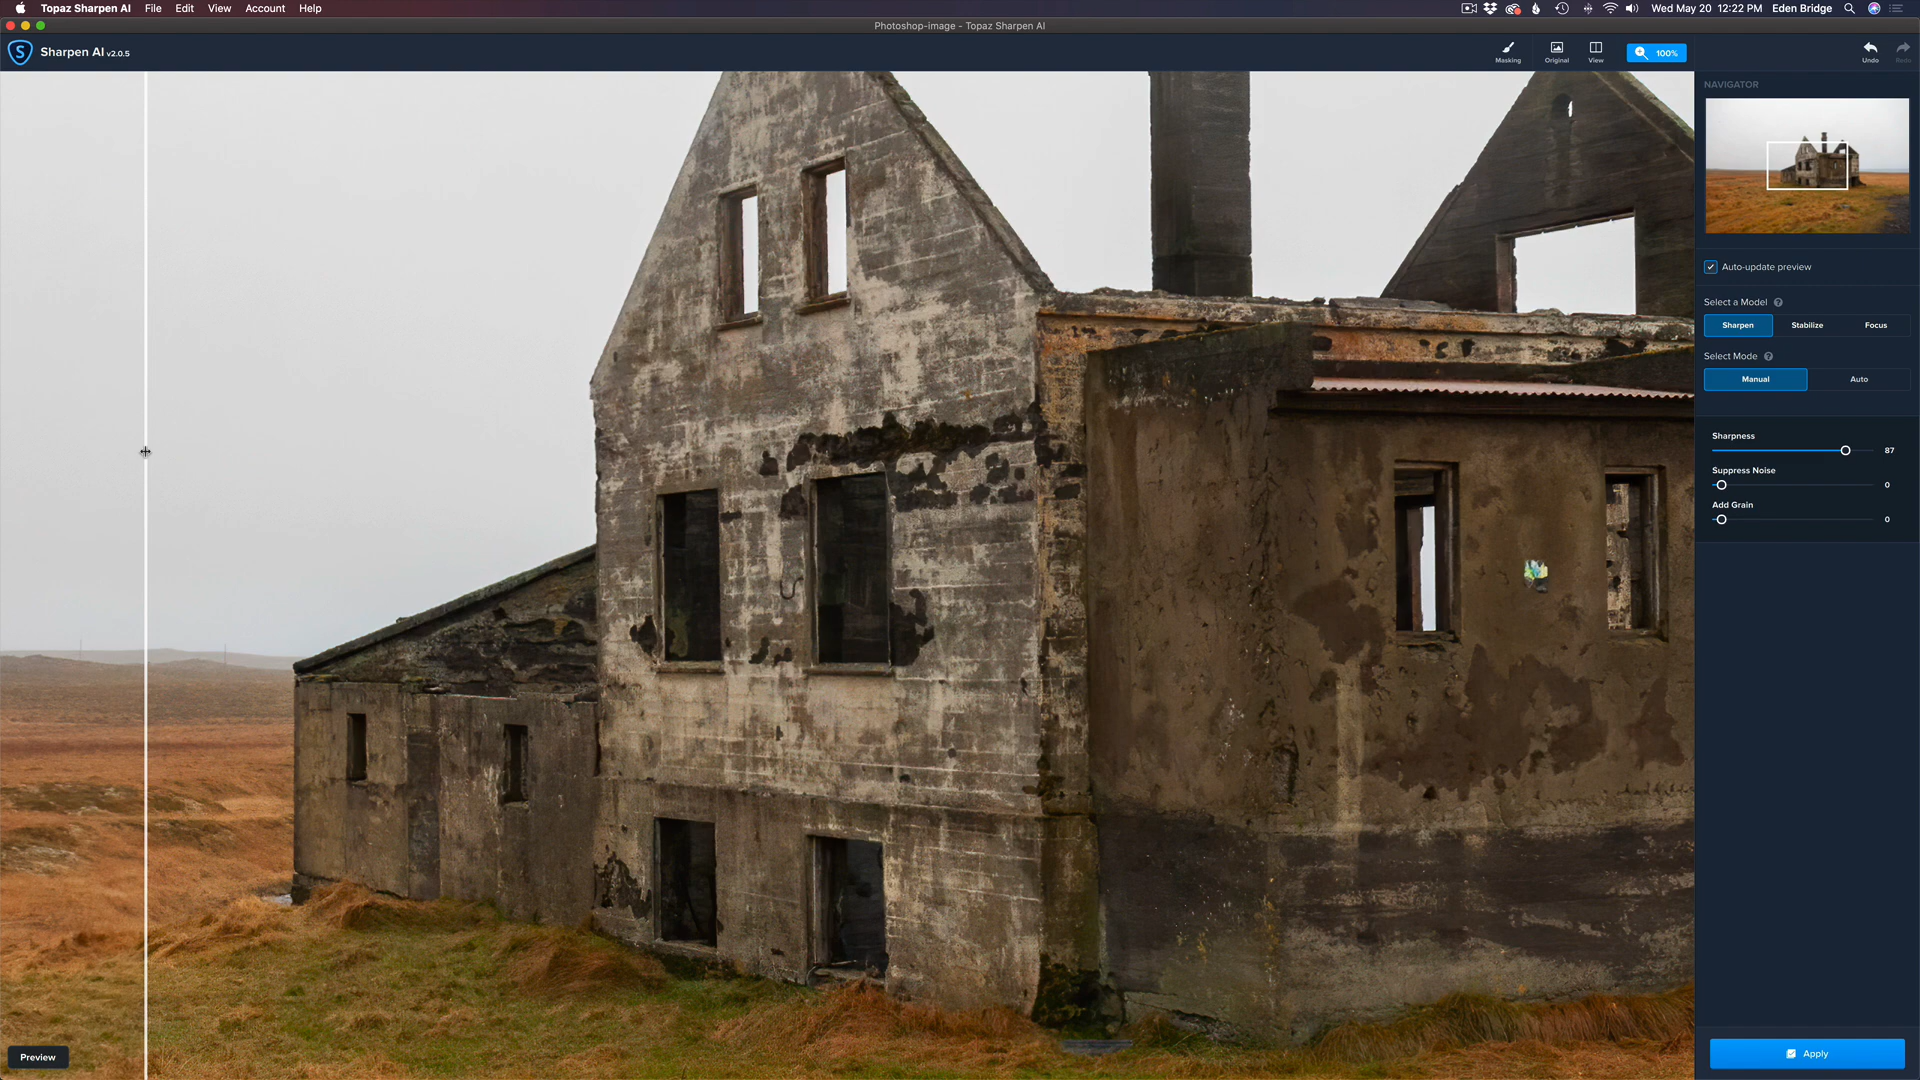 Topaz Sharpen AI File Edit View Account Help Wed May 20 12:22 PM Eden Bridge
Photoshop-image - Topaz Sharpen AI
S Sharpen AI v2.0.5
Masking Original View 100% Undo Redo
NAVIGATOR
Auto-update preview
Select a Model ?
Sharpen Stabilize Focus
Select Mode ?
Manual Auto
Sharpness
87
Suppress Noise
0
Add Grain
0
Preview
Apply